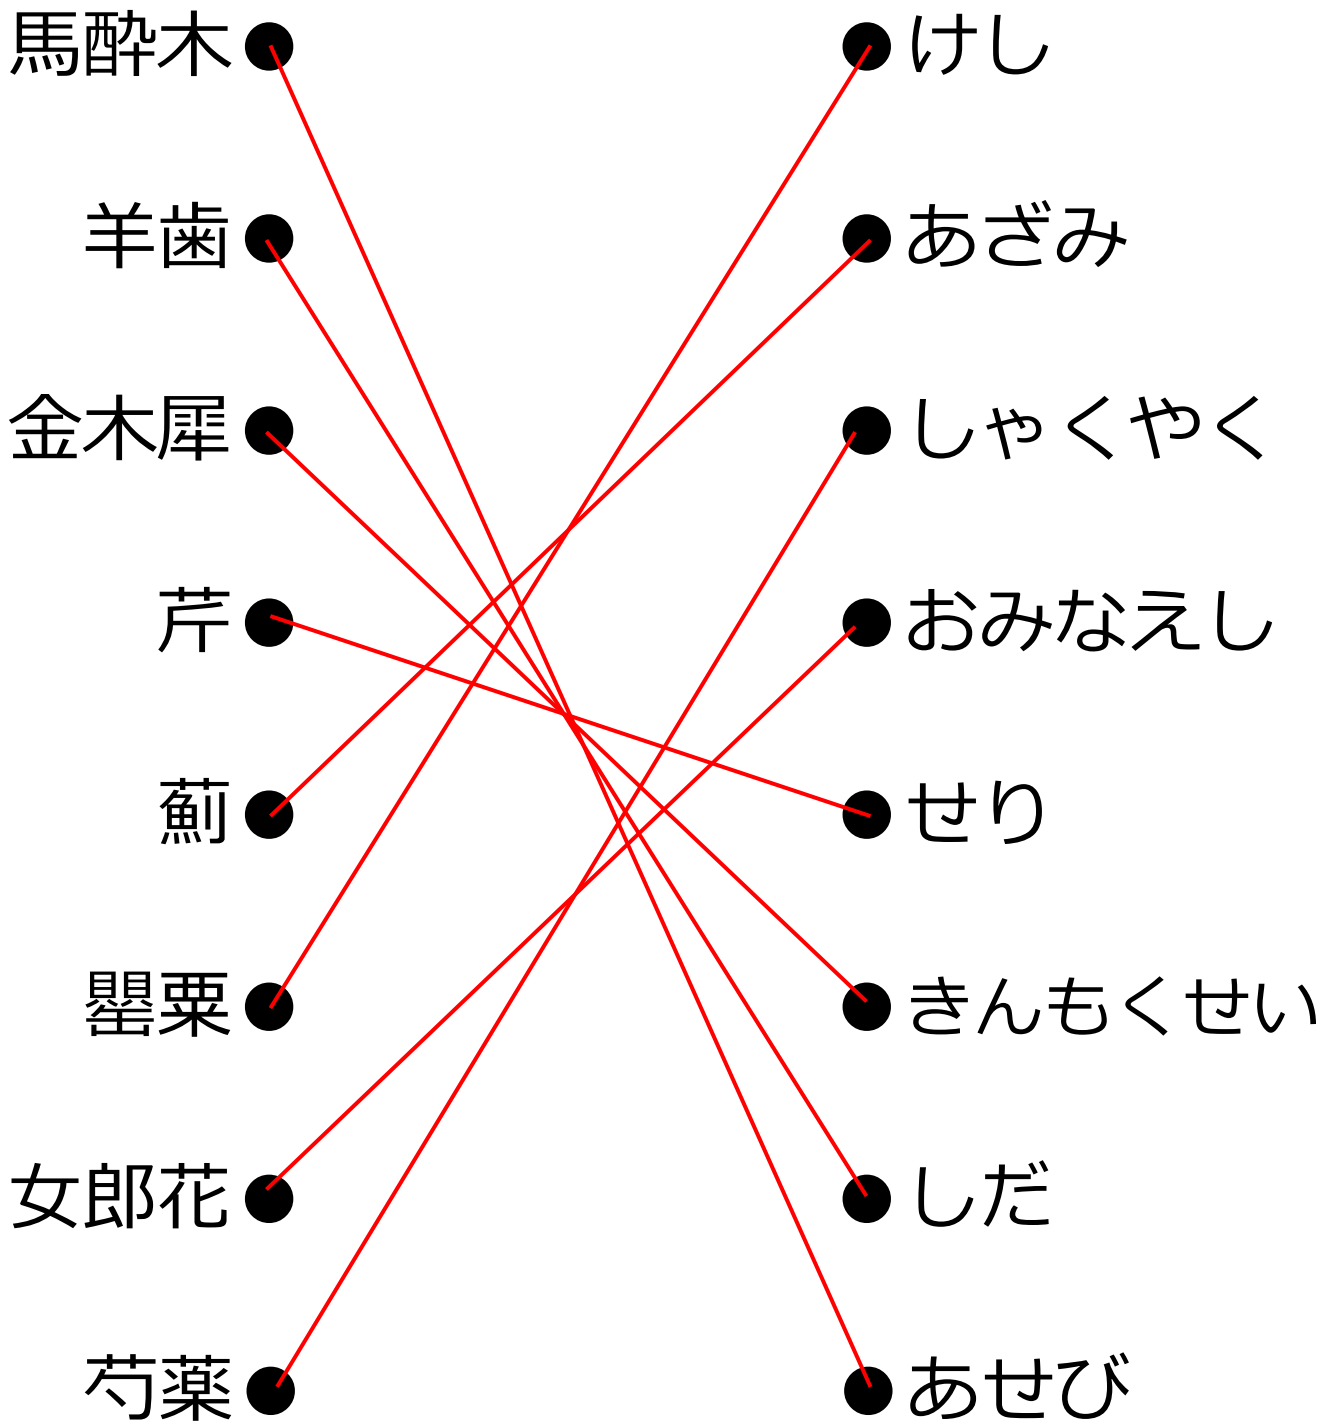 馬酔木 けし
羊歯 あざみ
金木犀 しゃくやく
芹 おみなえし
薊 せり
罌粟 きんもくせい
女郎花 しだ
芍薬 あせび